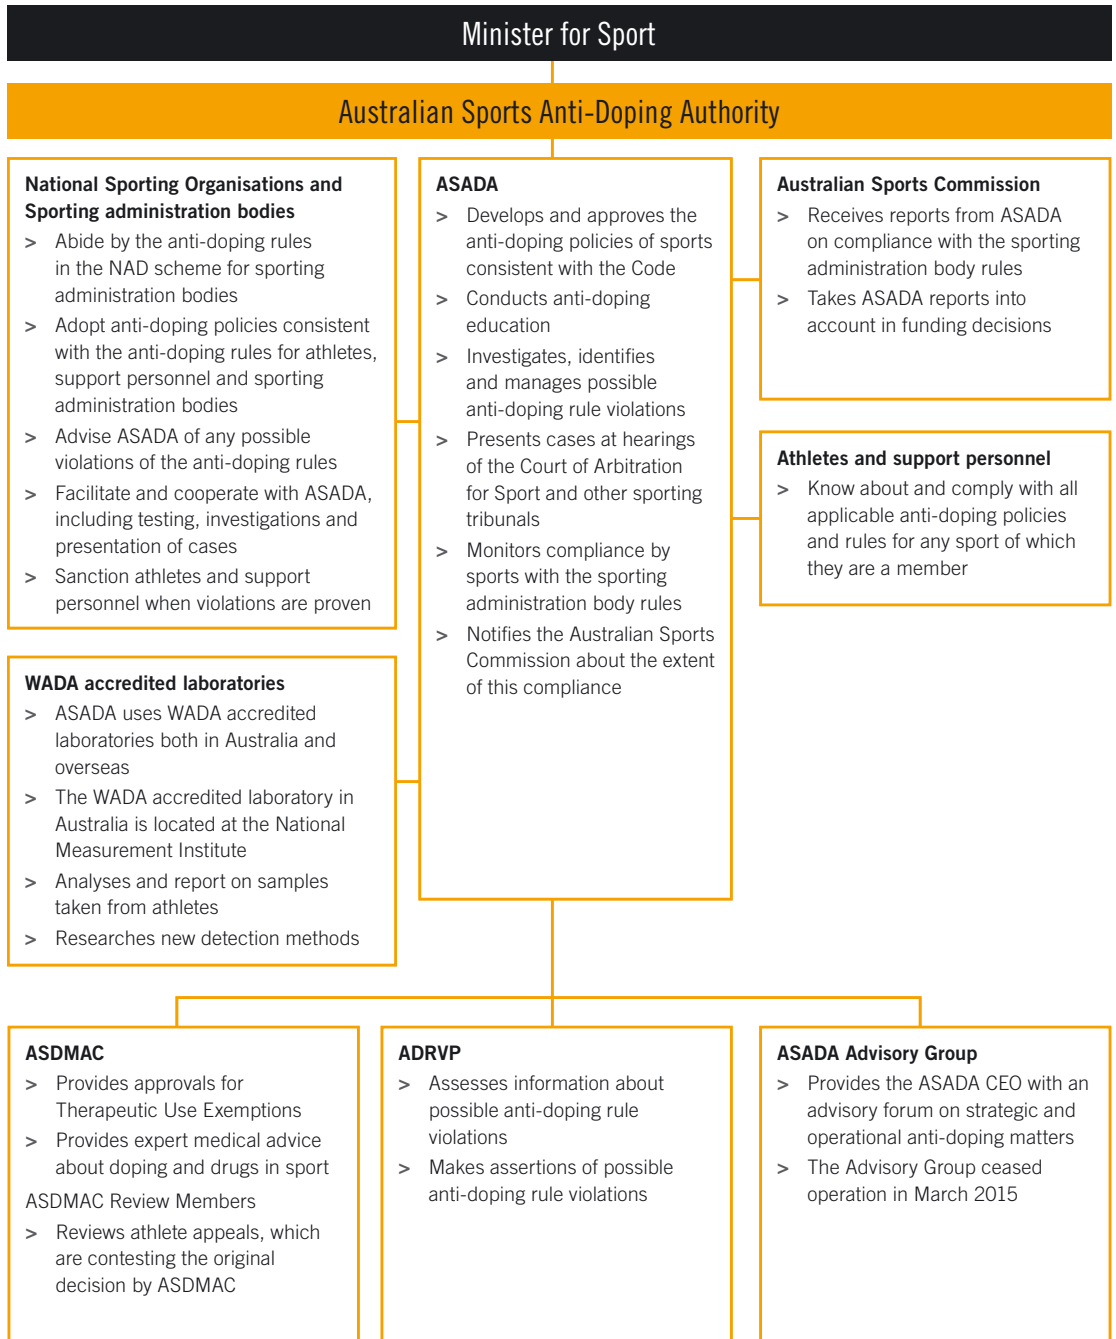 Minister for Sport
Australian Sports Anti-Doping Authority
National Sporting Organisations and
Sporting administration bodies
> Abide by the anti-doping rules
in the NAD scheme for sporting
administration bodies
> Adopt anti-doping policies consistent
with the anti-doping rules for athletes,
support personnel and sporting
administration bodies
> Advise ASADA of any possible
violations of the anti-doping rules
> Facilitate and cooperate with ASADA,
including testing, investigations and
presentation of cases
> Sanction athletes and support
personnel when violations are proven
WADA accredited laboratories
> ASADA uses WADA accredited
laboratories both in Australia and
overseas
> The WADA accredited laboratory in
Australia is located at the National
Measurement Institute
> Analyses and report on samples
taken from athletes
> Researches new detection methods
ASADA
> Develops and approves the
anti-doping policies of sports
consistent with the Code
> Conducts anti-doping
education
> Investigates, identifies
and manages possible
anti-doping rule violations
> Presents cases at hearings
of the Court of Arbitration
for Sport and other sporting
tribunals
> Monitors compliance by
sports with the sporting
administration body rules
> Notifies the Australian Sports
Commission about the extent
of this compliance
Australian Sports Commission
> Receives reports from ASADA
on compliance with the sporting
administration body rules
> Takes ASADA reports into
account in funding decisions
Athletes and support personnel
> Know about and comply with all
applicable anti-doping policies
and rules for any sport of which
they are a member
ASDMAC
> Provides approvals for
Therapeutic Use Exemptions
> Provides expert medical advice
about doping and drugs in sport
ASDMAC Review Members
> Reviews athlete appeals, which
are contesting the original
decision by ASDMAC
ADRVP
> Assesses information about
possible anti-doping rule
violations
> Makes assertions of possible
anti-doping rule violations
ASADA Advisory Group
> Provides the ASADA CEO with an
advisory forum on strategic and
operational anti-doping matters
> The Advisory Group ceased
operation in March 2015